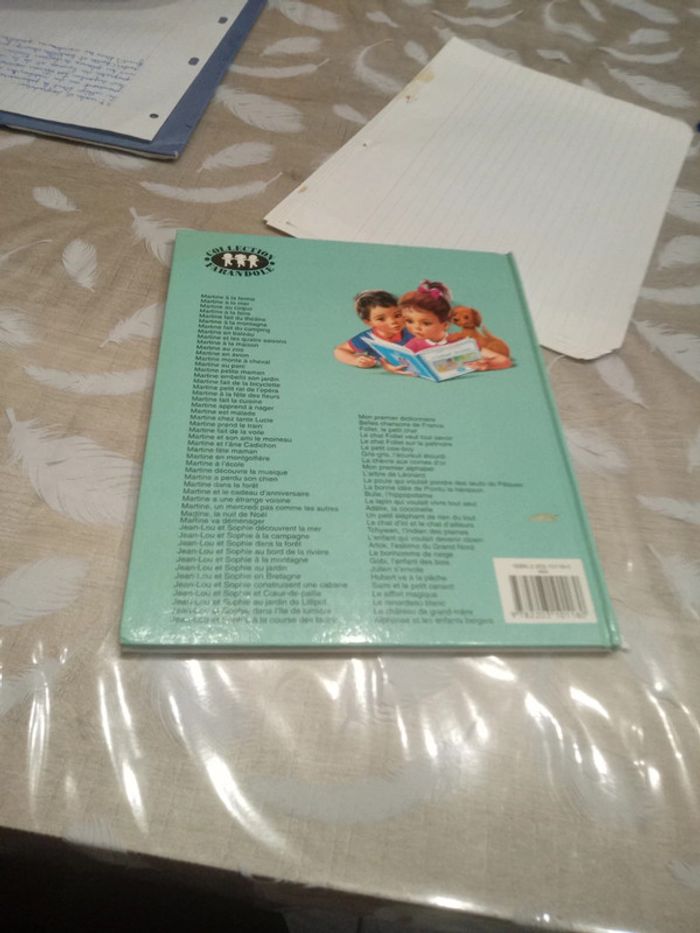 COLLECTION
FARANDOLE
Martine à la ferme
Martine à la mer
Martine au cirque
Martine à la foire
Martine fait du théâtre
Martine à la montagne
Martine fait du camping
Martine en bateau
Martine et les quatre saisons
Martine à la maison
Martine au zoo
Martine en avion
Martine monte à cheval
Martine au parc
Martine petite maman
Martine embellit son jardin
Martine fait de la bicyclette
Martine petit rat de l'opéra
Martine à la fête des fleurs
Martine fait la cuisine
Martine apprend à nager
Martine est malade
Martine chez tante Lucie
Martine prend le train
Martine fait de la voile
Martine et son ami le moineau
Martine et l'âne Cadichon
Martine fête maman
Martine en montgolfière
Martine à l'école
Martine découvre la musique
Martine a perdu son chien
Martine dans la forêt
Martine et le cadeau d'anniversaire
Martine a une étrange voisine
Martine, un mercredi pas comme les autres
Martine, la nuit de Noël
Martine va déménager
Jean-Lou et Sophie découvrent la mer
Jean-Lou et Sophie à la campagne
Jean-Lou et Sophie dans la forêt
Jean-Lou et Sophie au bord de la rivière
Jean-Lou et Sophie à la montagne
Jean-Lou et Sophie au jardin
Jean-Lou et Sophie en Bretagne
Jean-Lou et Sophie construisent une cabane
Jean-Lou et Sophie et Cœur-de-paille
Jean-Lou et Sophie au jardin de Lilliput
Jean-Lou et Sophie dans l'île de lumière
Jean-Lou et Sophie à la course des
Mon premier dictionnaire
Belles chansons de France
Follet, le petit chat
Le chat Follet veut tout savoir
Le chat Follet sur la patinoire
Le petit cow-boy
Gris-gris, l'écureuil étourdi
La chèvre aux cornes d'or
Mon premier alphabet
L'arbre de Léonard
La poule qui voulait pondre des œufs de Pâques
La bonne idée de Pointu le hérisson
Bulle, l'hippopotame
Le lapin qui voulait vivre tout seul
Adélie, la coccinelle
Un petit éléphant de rien du tout
Le chat d'ici et le chat d'ailleurs
l'indien des plaines
L'enfant qui voulait devenir clown
l'eskimo du Grand Nord
Le bonhomme de neige
Gobi, l'enfant des bois
Julien s'envole
Hubert va à la pêche
et le petit canard
Le sifflet magique
Le renardeau blanc
Le château de grand-mère
Alphonse et les enfants bergers